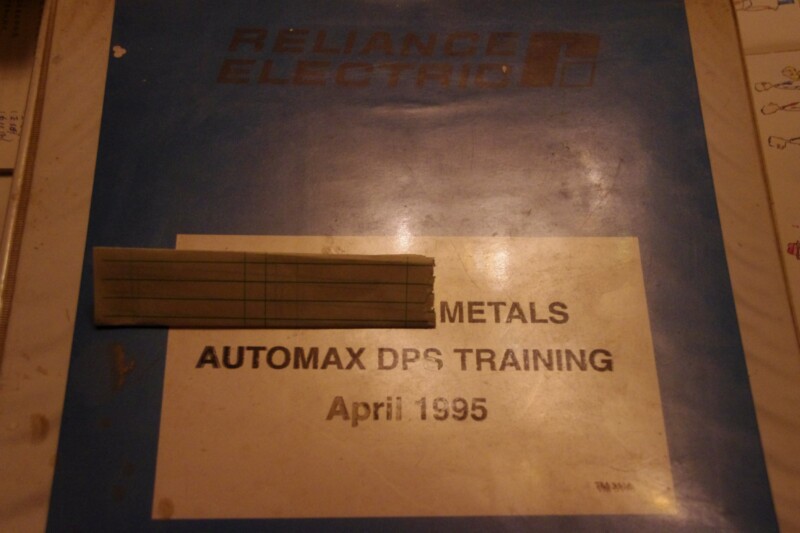 RELIANCE
ELECTRIC
METALS
AUTOMAX DPS TRAINING
April 1995